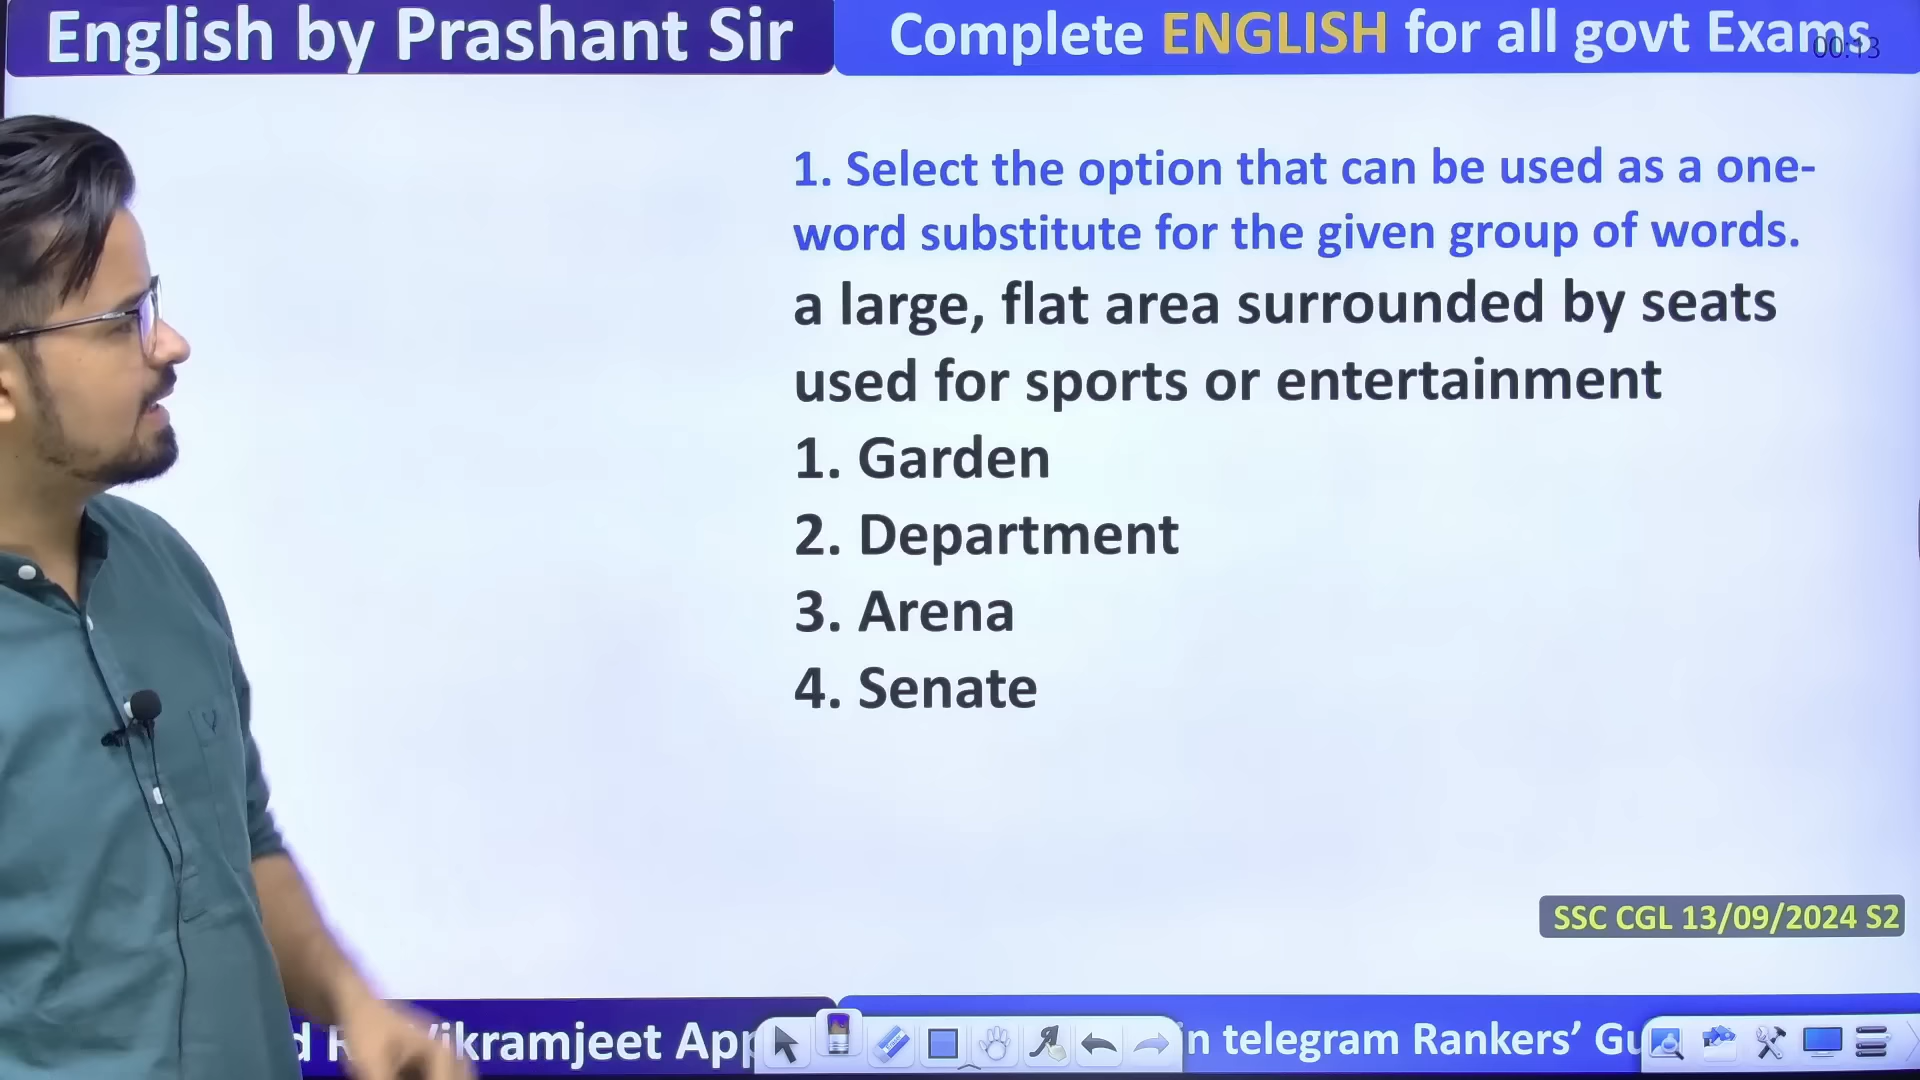 English by Prashant Sir
Complete ENGLISH for all govt Exams
00:13
1. Select the option that can be used as a one-
word substitute for the given group of words.
a large, flat area surrounded by seats
used for sports or entertainment
1. Garden
2. Department
3. Arena
4. Senate
SSC CGL 13/09/2024 S2
ikramjeet App
in telegram Rankers’ Gu